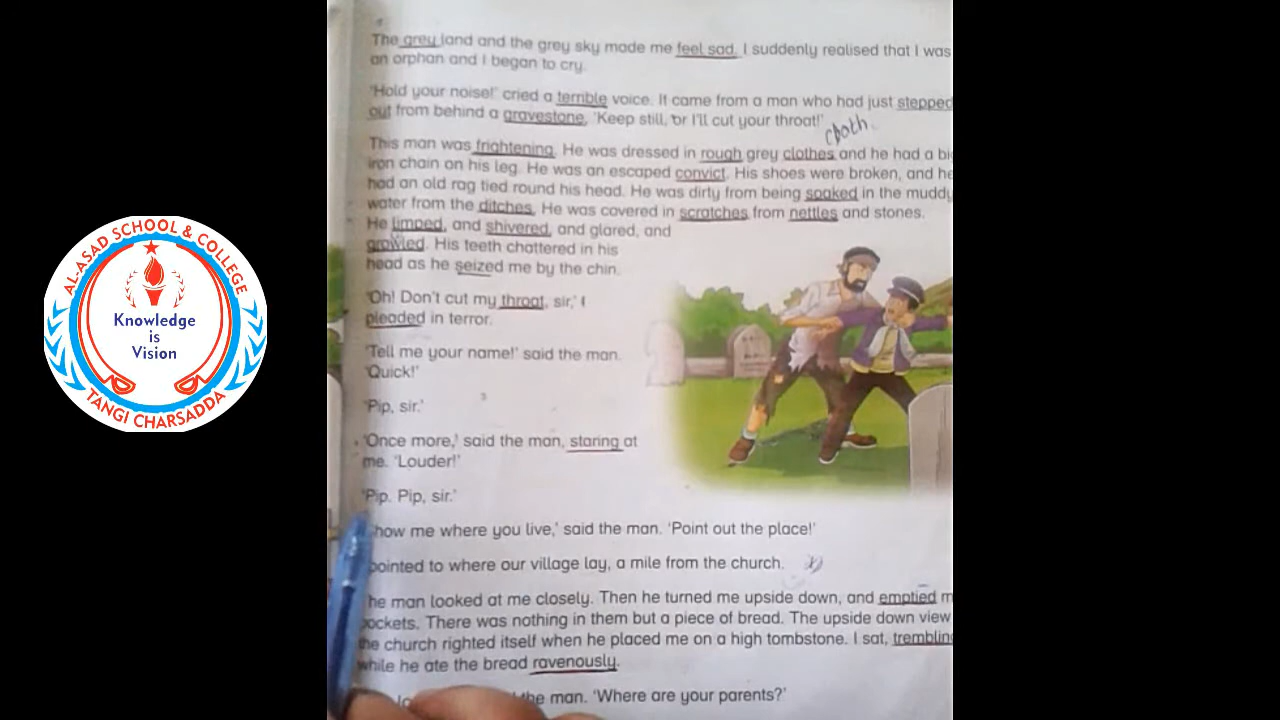 AL-ASAD SCHOOL & COLLEGE
Knowledge
is
Vision
TANGI CHARSADDA
The grey land and the grey sky made me feel sad. I suddenly realised that I was
an orphan and I began to cry.
'Hold your noise!' cried a terrible voice. It came from a man who had just stepped
out from behind a gravestone, 'Keep still, or I'll cut your throat!'
cloth
This man was frightening. He was dressed in rough grey clothes and he had a bi
iron chain on his leg. He was an escaped convict. His shoes were broken, and he
had an old rag tied round his head. He was dirty from being soaked in the muddy
water from the ditches. He was covered in scratches from nettles and stones.
He limped, and shivered, and glared, and
growled. His teeth chattered in his
head as he seized me by the chin.
'Oh! Don't cut my throat, sir,' I
pleaded in terror.
'Tell me your name!' said the man.
'Quick!'
'Pip, sir.'
'Once more,' said the man, staring at
me. 'Louder!'
'Pip. Pip, sir.'
how me where you live,' said the man. 'Point out the place!'
pointed to where our village lay, a mile from the church.
he man looked at me closely. Then he turned me upside down, and emptied m
ockets. There was nothing in them but a piece of bread. The upside down view
the church righted itself when he placed me on a high tombstone. I sat, tremblin
while he ate the bread ravenously.
the man. 'Where are your parents?'